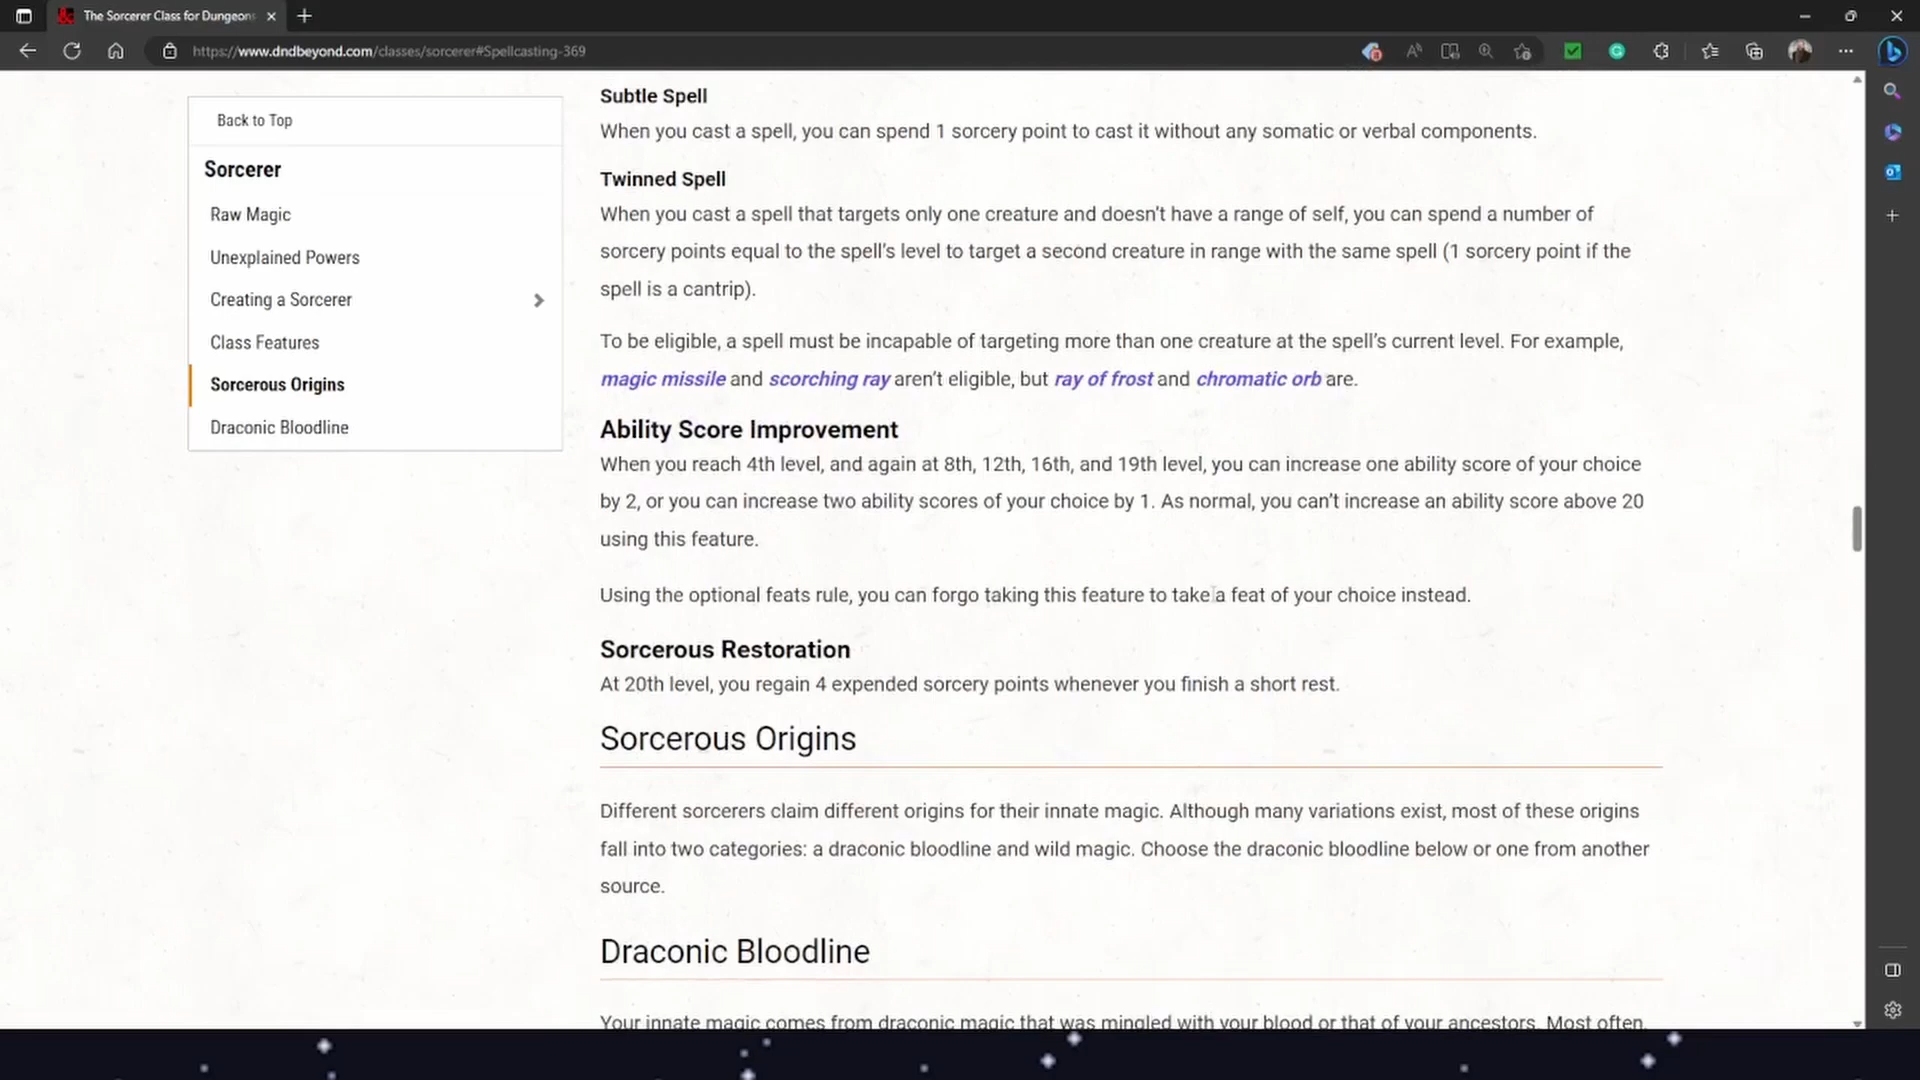 The Sorcerer Class for Dungeons
https://www.dndbeyond.com/classes/sorcerer#Spellcasting-369
Back to Top
Sorcerer
Raw Magic
Unexplained Powers
Creating a Sorcerer
Class Features
Sorcerous Origins
Draconic Bloodline
Subtle Spell
When you cast a spell, you can spend 1 sorcery point to cast it without any somatic or verbal components.
Twinned Spell
When you cast a spell that targets only one creature and doesn't have a range of self, you can spend a number of
sorcery points equal to the spell's level to target a second creature in range with the same spell (1 sorcery point if the
spell is a cantrip).
To be eligible, a spell must be incapable of targeting more than one creature at the spell's current level. For example,
magic missile and scorching ray aren't eligible, but ray of frost and chromatic orb are.
Ability Score Improvement
When you reach 4th level, and again at 8th, 12th, 16th, and 19th level, you can increase one ability score of your choice
by 2, or you can increase two ability scores of your choice by 1. As normal, you can't increase an ability score above 20
using this feature.
Using the optional feats rule, you can forgo taking this feature to take a feat of your choice instead.
Sorcerous Restoration
At 20th level, you regain 4 expended sorcery points whenever you finish a short rest.
Sorcerous Origins
Different sorcerers claim different origins for their innate magic. Although many variations exist, most of these origins
fall into two categories: a draconic bloodline and wild magic. Choose the draconic bloodline below or one from another
source.
Draconic Bloodline
Your innate magic comes from draconic magic that was mingled with your blood or that of your ancestors. Most often,